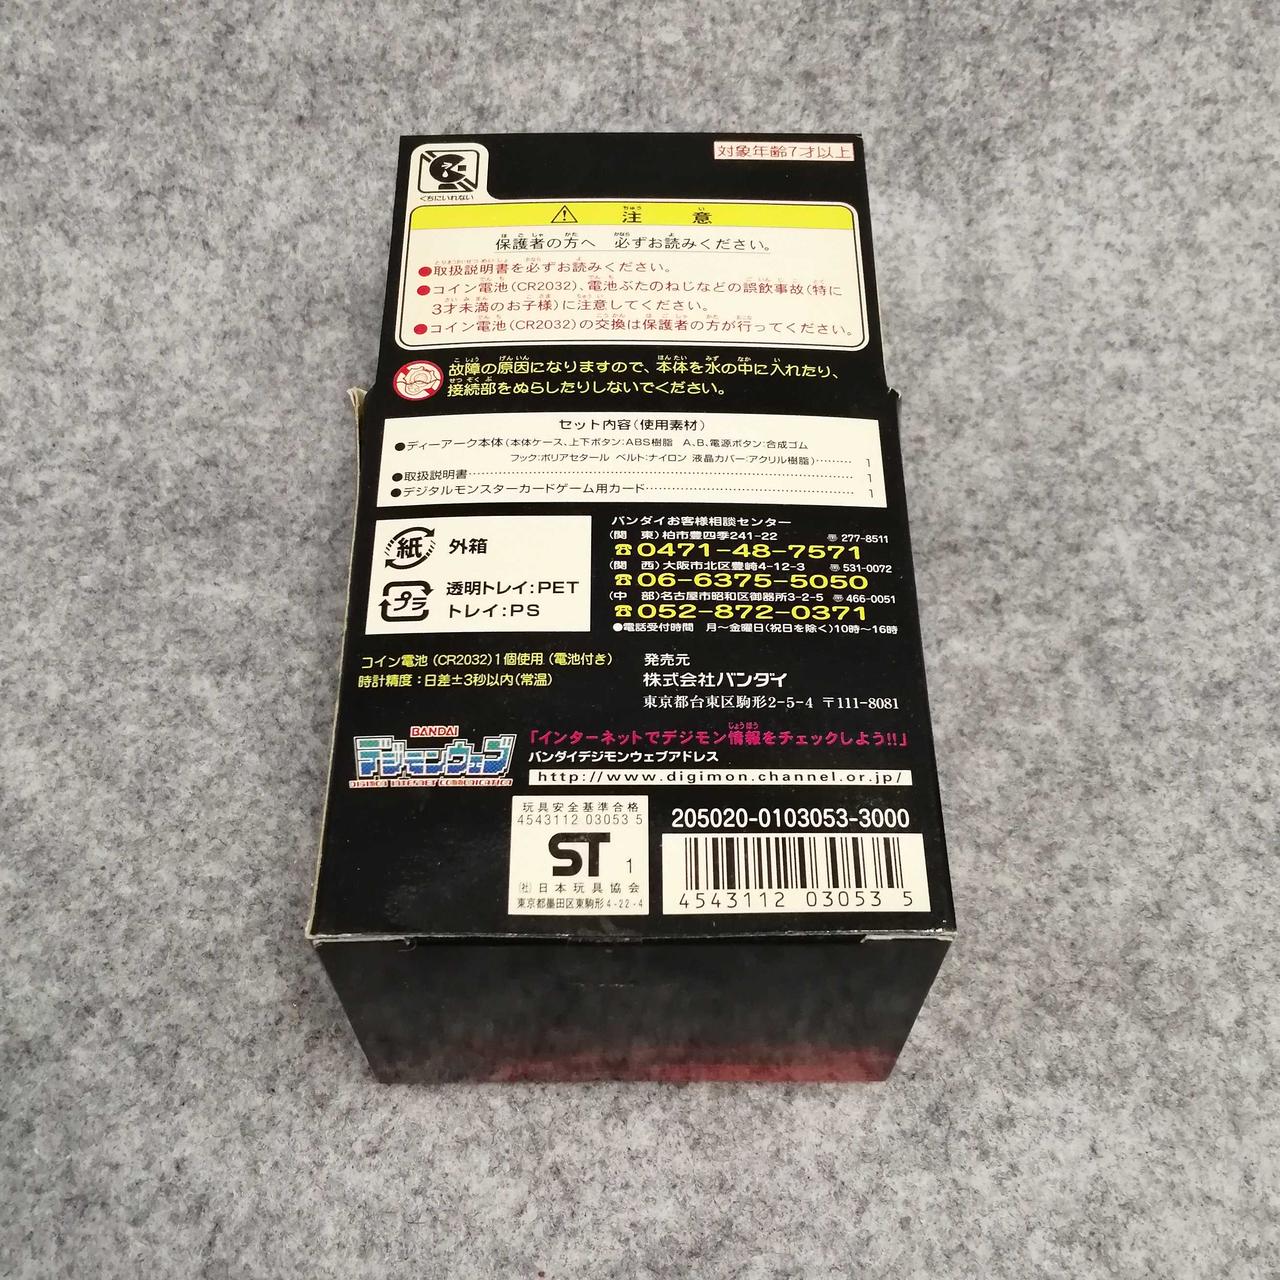 くちにいれない
対象年齢7才以上
⚠ 注意
保護者の方へ 必ずお読みください。
●取扱説明書を必ずお読みください。
●コイン電池(CR2032)、電池ぶたのねじなどの誤飲事故(特に
3才未満のお子様)に注意してください。
●コイン電池(CR2032)の交換は保護者の方が行ってください。
故障の原因になりますので、本体を水の中に入れたり、
接続部をぬらしたりしないでください。
セット内容(使用素材)
●ディーアーク本体(本体ケース、上下ボタン:ABS樹脂 A、B、電源ボタン:合成ゴム
フック:ポリアセタール ベルト:ナイロン 液晶カバー:アクリル樹脂)………1
●取扱説明書………1
●デジタルモンスターカードゲーム用カード………1
紙 外箱
プラ 透明トレイ:PET
トレイ:PS
バンダイお客様相談センター
(関 東)柏市豊四季241-22 〒277-8511
☎0471-48-7571
(関 西)大阪市北区豊崎4-12-3 〒531-0072
☎06-6375-5050
(中 部)名古屋市昭和区御器所3-2-5 〒466-0051
☎052-872-0371
●電話受付時間 月~金曜日(祝日を除く)10時~16時
コイン電池(CR2032)1個使用(電池付き)
時計精度:日差±3秒以内(常温)
発売元
株式会社バンダイ
東京都台東区駒形2-5-4 〒111-8081
BANDAI
デジモンウェブ
DIGIMON INTERNET COMMUNICATION
「インターネットでデジモン情報をチェックしよう!!」
バンダイデジモンウェブアドレス
http://www.digimon.channel.or.jp/
玩具安全基準合格
4543112 03053 5
ST 1
(社)日本玩具協会
東京都墨田区東駒形4-22-4
205020-0103053-3000
4543112 03053 5